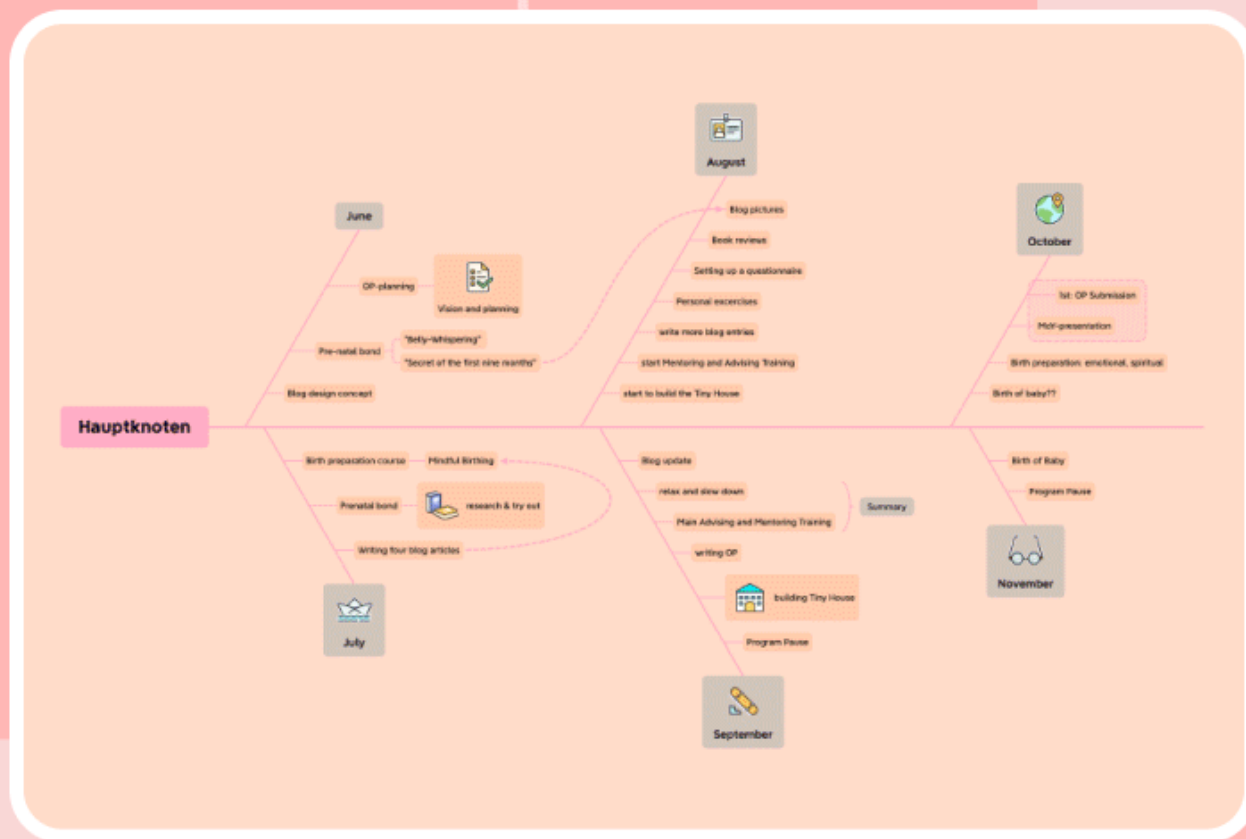 Hauptknoten
June
OP-planning
Vision and planning
Pre-natal bond
"Belly-Whispering"
"Secret of the first nine months"
Blog design concept
Birth preparation course
Mindful Birthing
Prenatal bond
research & try out
Writing four blog articles
July
August
Blog pictures
Book reviews
Setting up a questionnaire
Personal excercises
write more blog entries
start Mentoring and Advising Training
start to build the Tiny House
Blog update
relax and slow down
Main Advising and Mentoring Training
Summary
writing OP
building Tiny House
Program Pause
September
October
1st: OP Submission
MdY-presentation
Birth preparation: emotional, spiritual
Birth of baby??
Birth of Baby
Program Pause
November